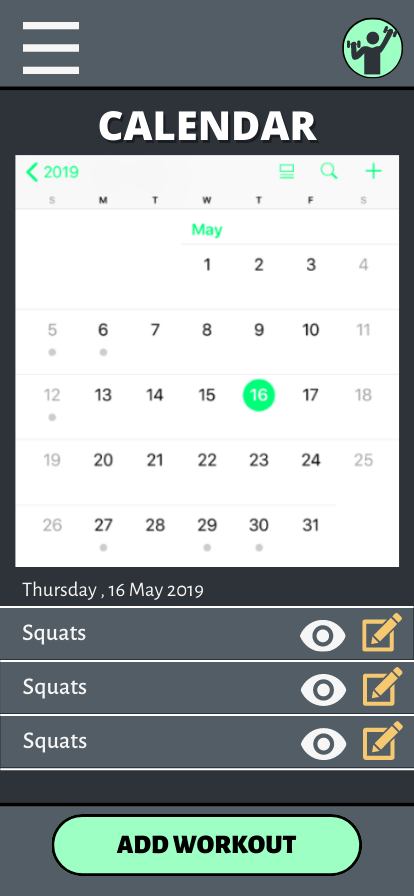 CALENDAR
2019
S M T W T F S
May
1 2 3 4
5 6 7 8 9 10 11
12 13 14 15 16 17 18
19 20 21 22 23 24 25
26 27 28 29 30 31
Thursday , 16 May 2019
Squats
Squats
Squats
ADD WORKOUT